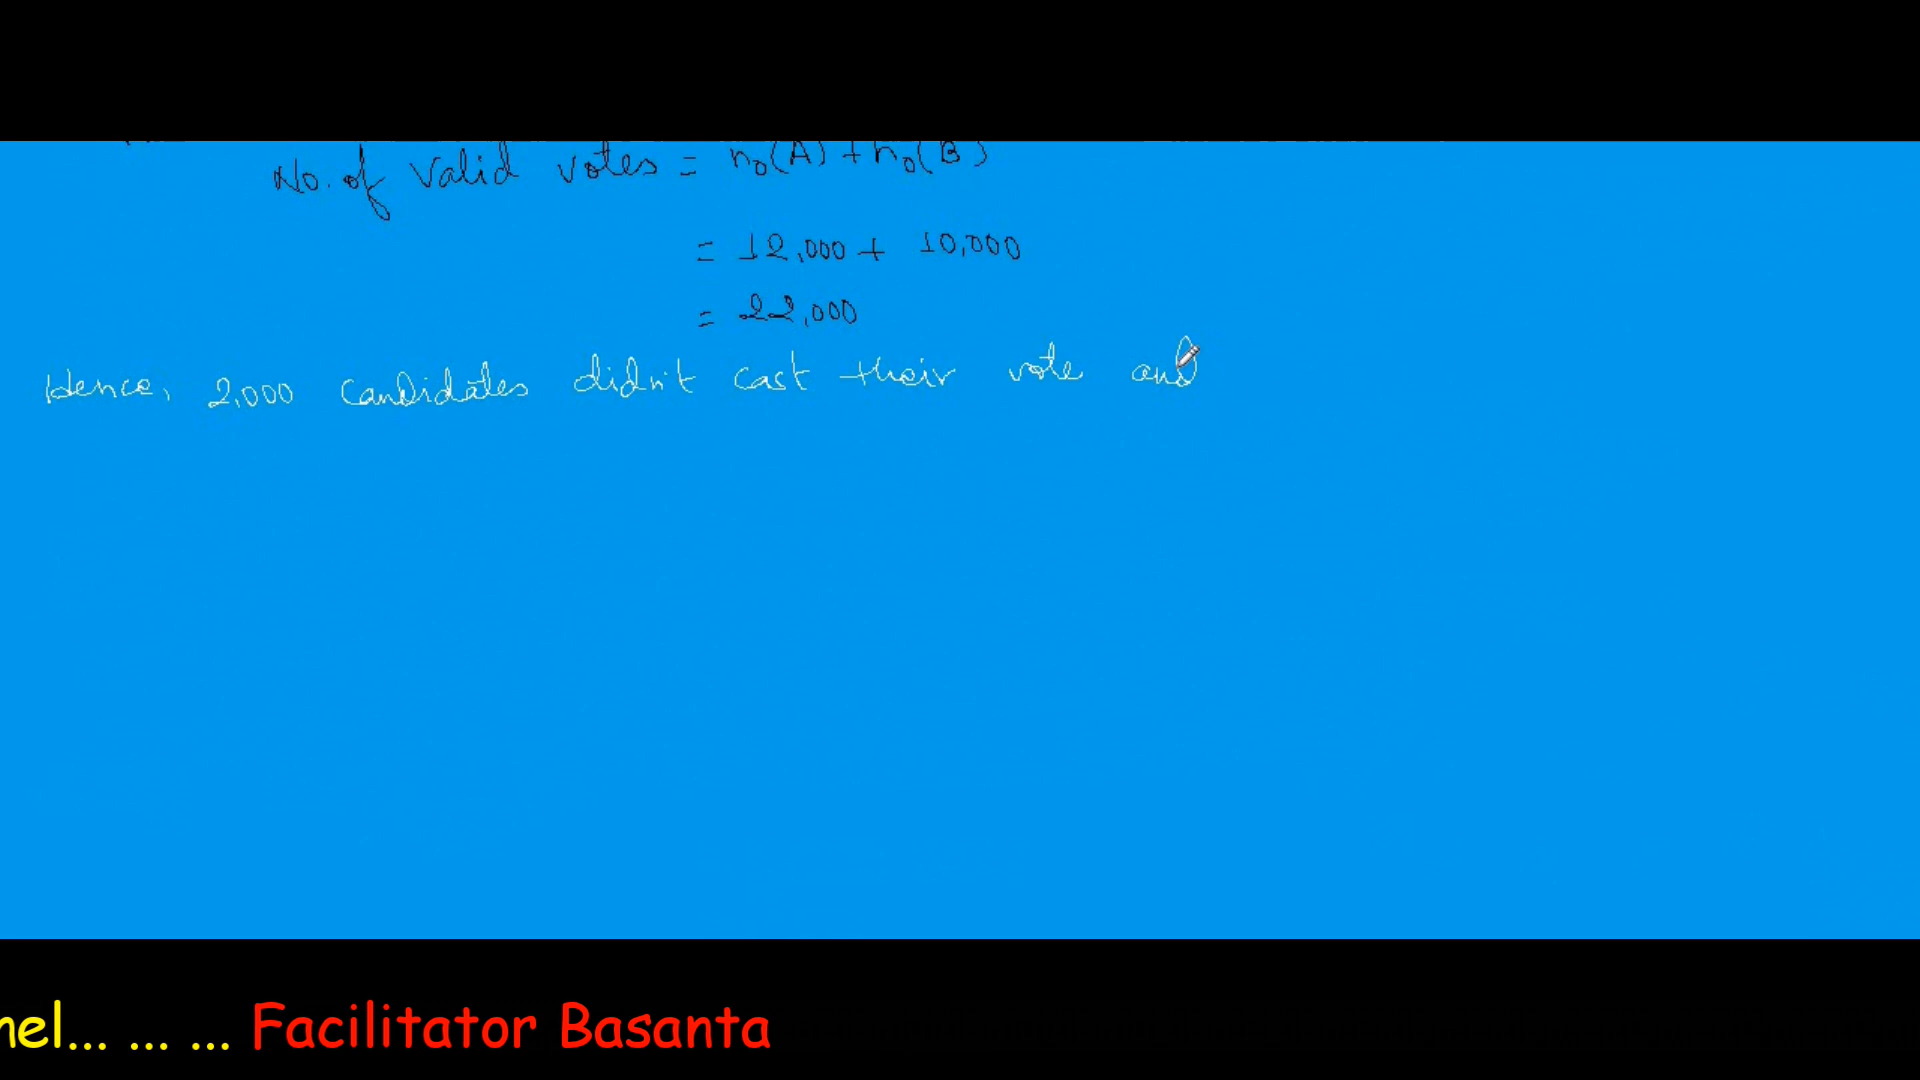 No. of valid votes = n₀(A) + n₀(B)
= 12,000 + 10,000
= 22,000
Hence, 2,000 candidates didn't cast their vote and
nel... ... ... Facilitator Basanta